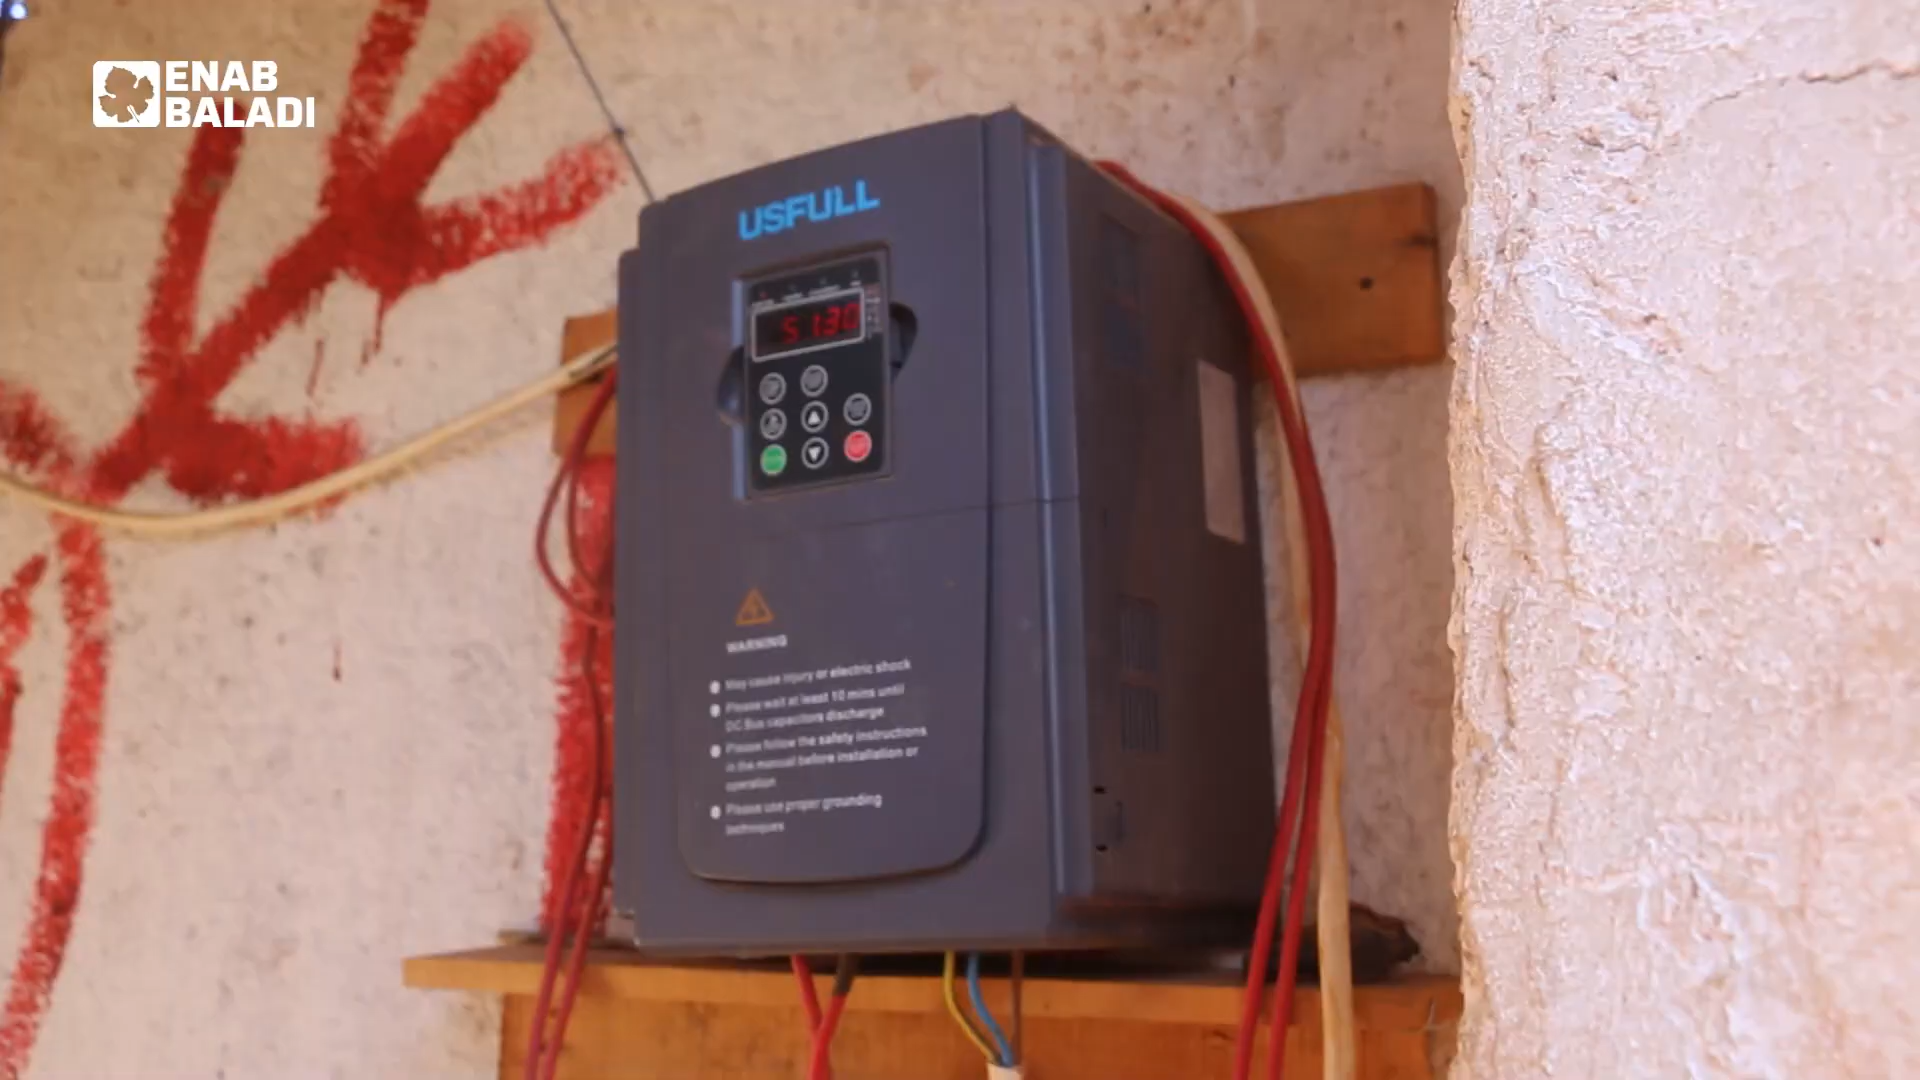 ENAB
BALADI
USFULL
51.30
WARNING
May cause injury or electric shock
Please wait at least 10 mins until
DC Bus capacitors discharge
Please follow the safety instructions
in the manual before installation or
operation
Please use proper grounding
techniques